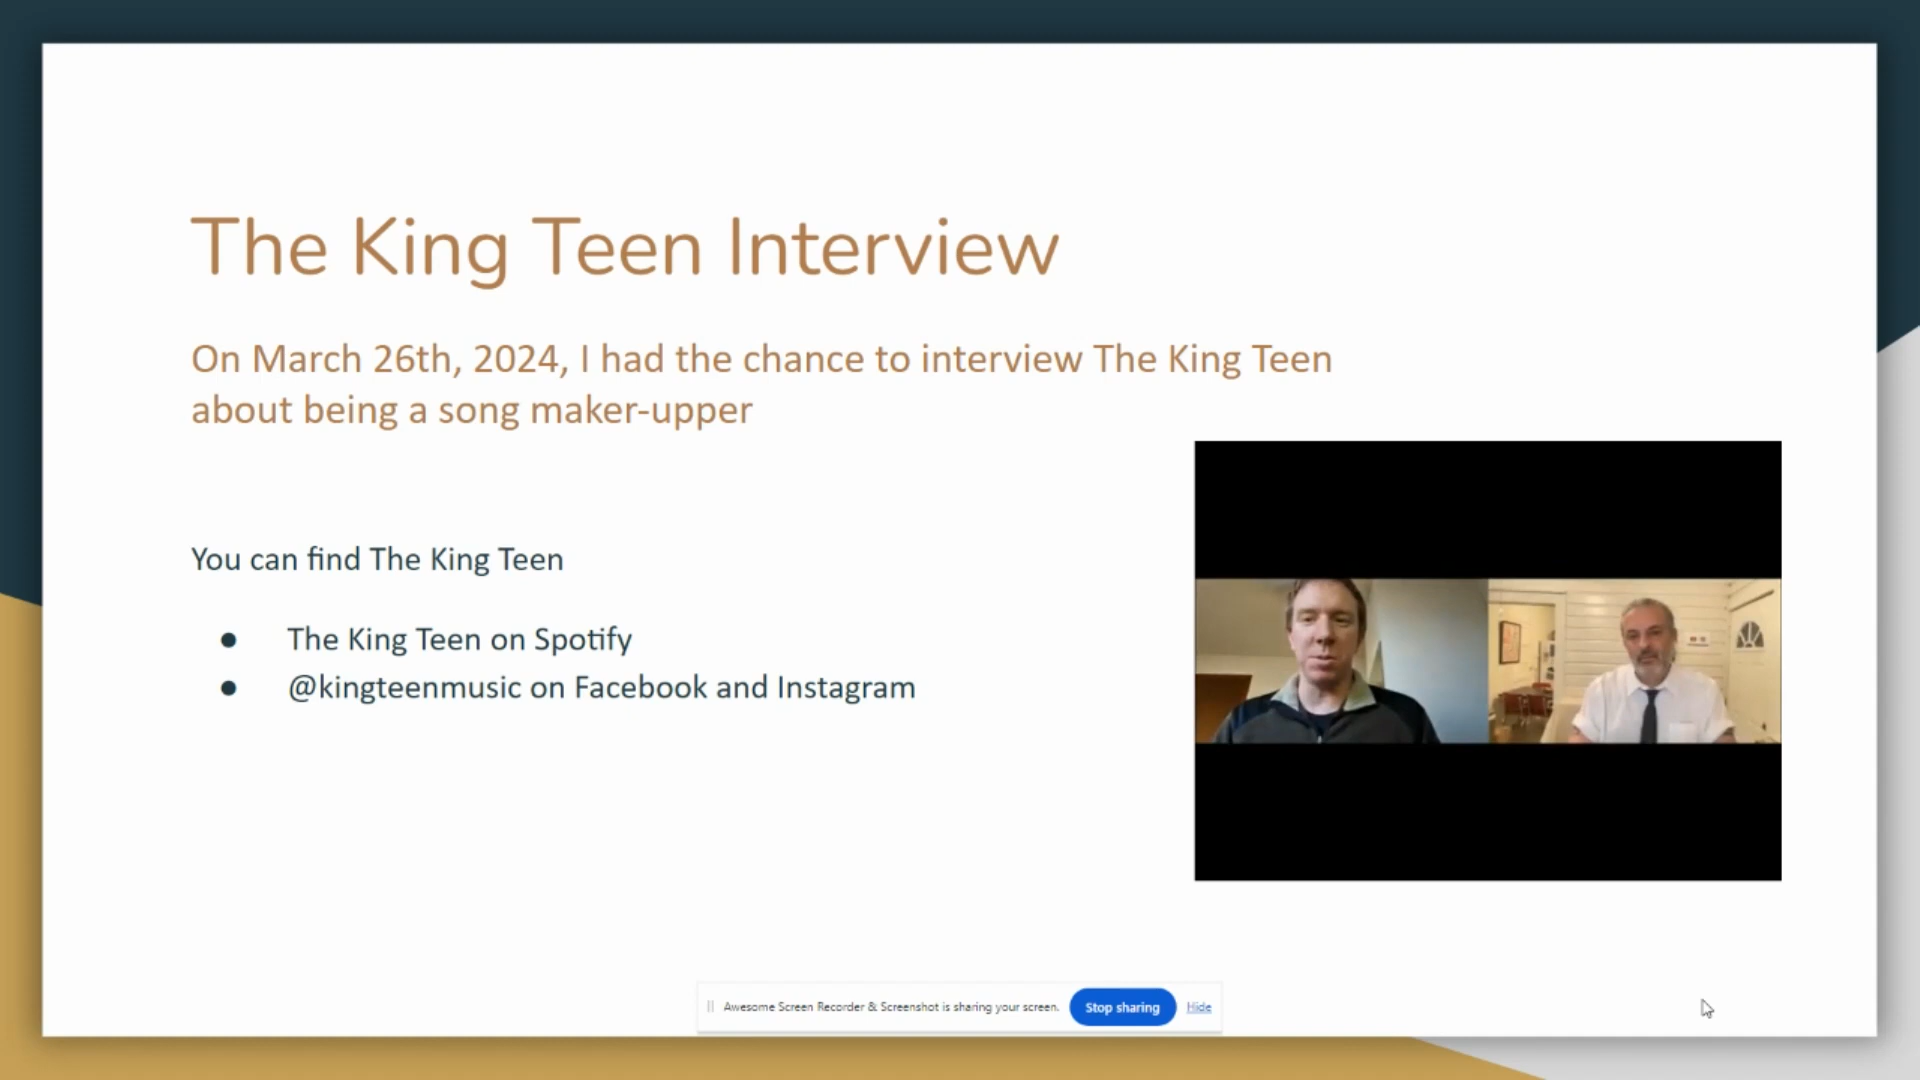 The King Teen Interview
On March 26th, 2024, I had the chance to interview The King Teen
about being a song maker-upper
You can find The King Teen
● The King Teen on Spotify
● @kingteenmusic on Facebook and Instagram
Awesome Screen Recorder & Screenshot is sharing your screen. Stop sharing Hide